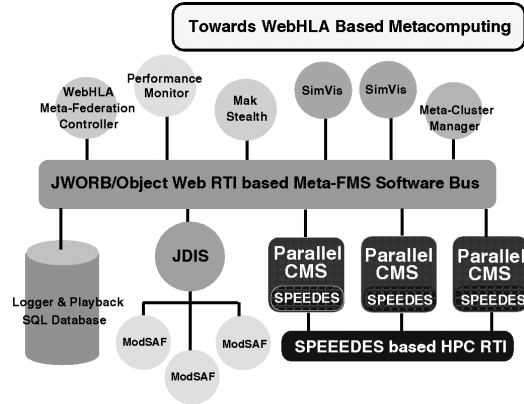 Towards WebHLA Based Metacomputing
WebHLA
Meta-Federation
Controller
Performance
Monitor
Mak
Stealth
SimVis
SimVis
Meta-Cluster
Manager
JWORB/Object Web RTI based Meta-FMS Software Bus
Logger & Playback
SQL Database
JDIS
ModSAF
ModSAF
ModSAF
Parallel
CMS
SPEEDES
Parallel
CMS
SPEEDES
Parallel
CMS
SPEEDES
SPEEEDES based HPC RTI